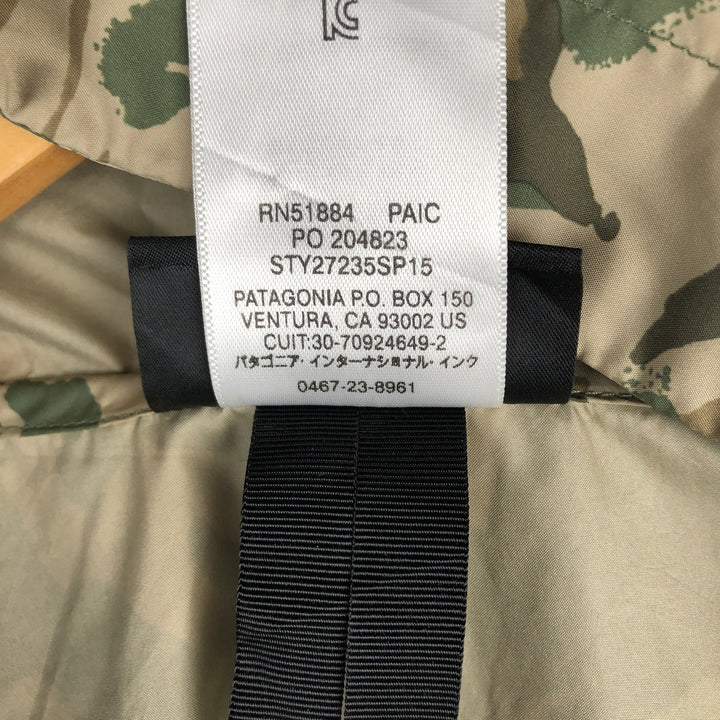 RN51884 PAIC
PO 204823
STY27235SP15
PATAGONIA P.O. BOX 150
VENTURA, CA 93002 US
CUIT:30-70924649-2
パタゴニア・インターナショナル・インク
0467-23-8961